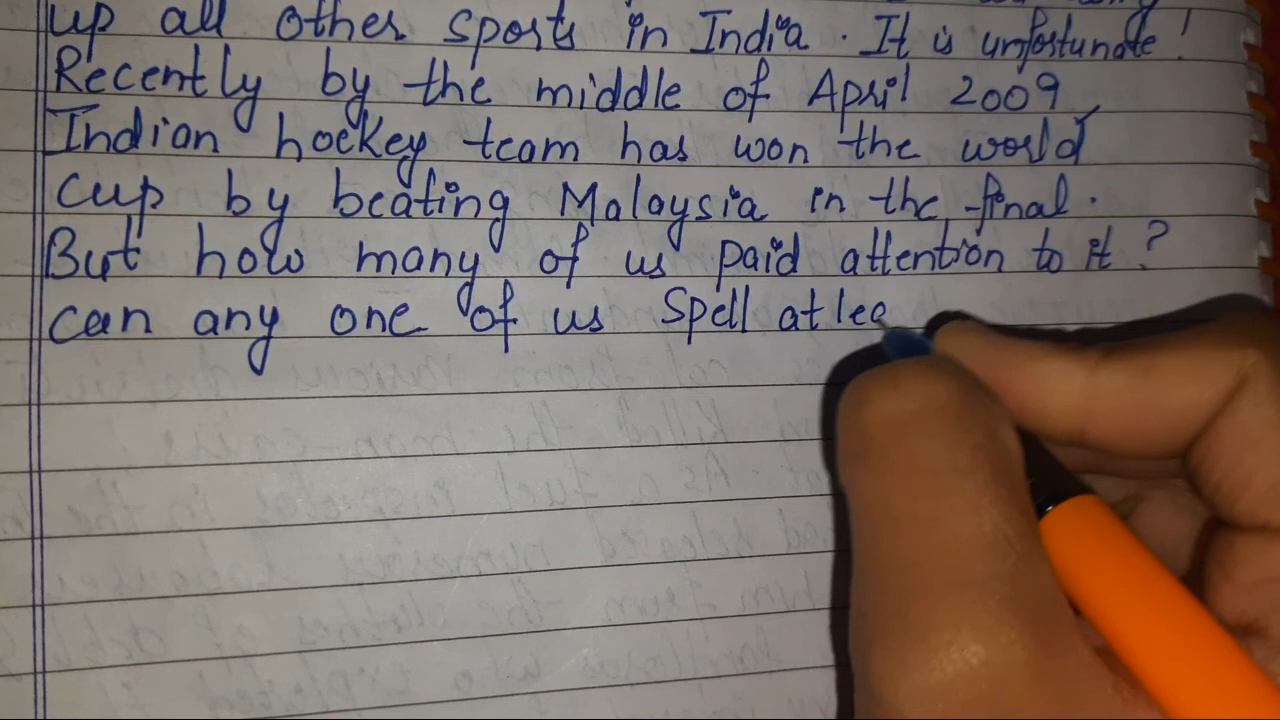 up all other sports in India. It is unfortunate!
Recently by the middle of April 2009,
Indian hockey team has won the world
cup by beating Malaysia in the final.
But how many of us paid attention to it?
can any one of us spell atlea